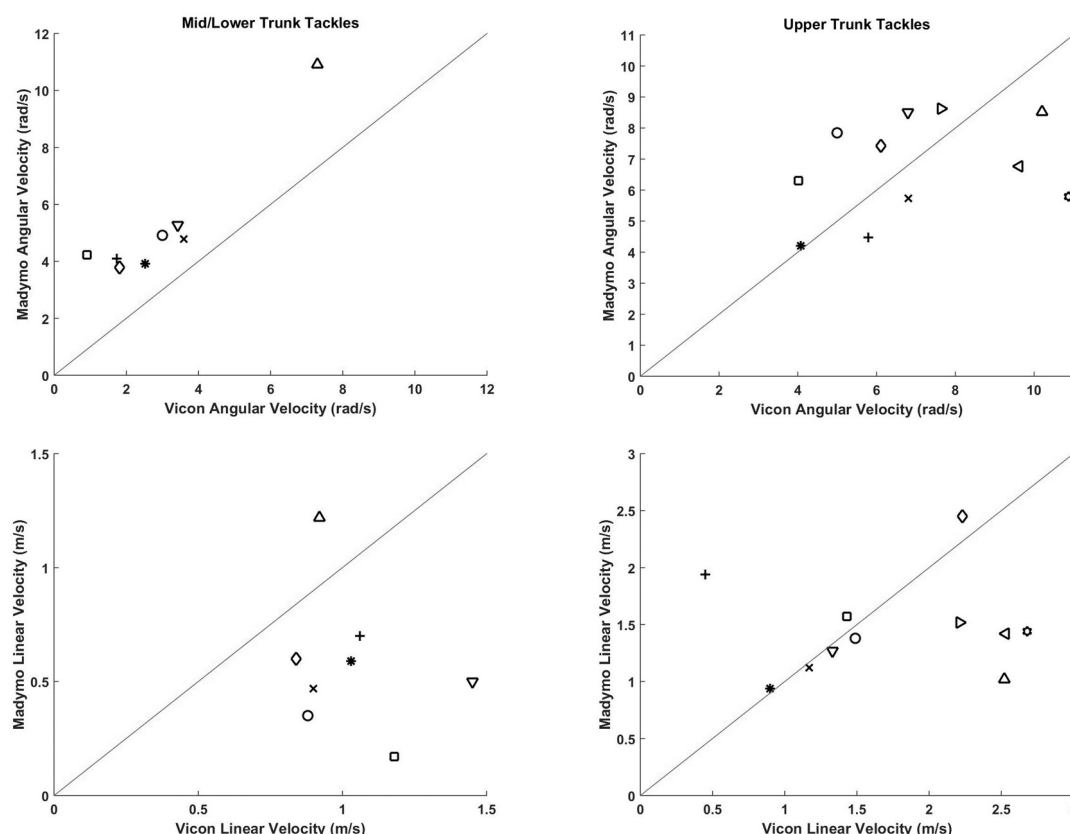 Mid/Lower Trunk Tackles
12
10
8
6
4
2
0
Madymo Angular Velocity (rad/s)
0 2 4 6 8 10 12
Vicon Angular Velocity (rad/s)
Upper Trunk Tackles
11
10
9
8
7
6
5
4
3
2
1
0
Madymo Angular Velocity (rad/s)
0 4 6 8 10
Vicon Angular Velocity (rad/s)
1.5
1
0.5
0
Madymo Linear Velocity (m/s)
0 0.5 1 1.5
Vicon Linear Velocity (m/s)
3
2.5
2
1.5
1
0.5
0
Madymo Linear Velocity (m/s)
0 0.5 1 1.5 2 2.5
Vicon Linear Velocity (m/s)